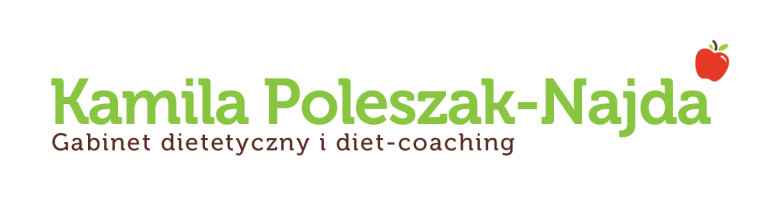 Kamila Poleszak-Najda
Gabinet dietetyczny i diet-coaching